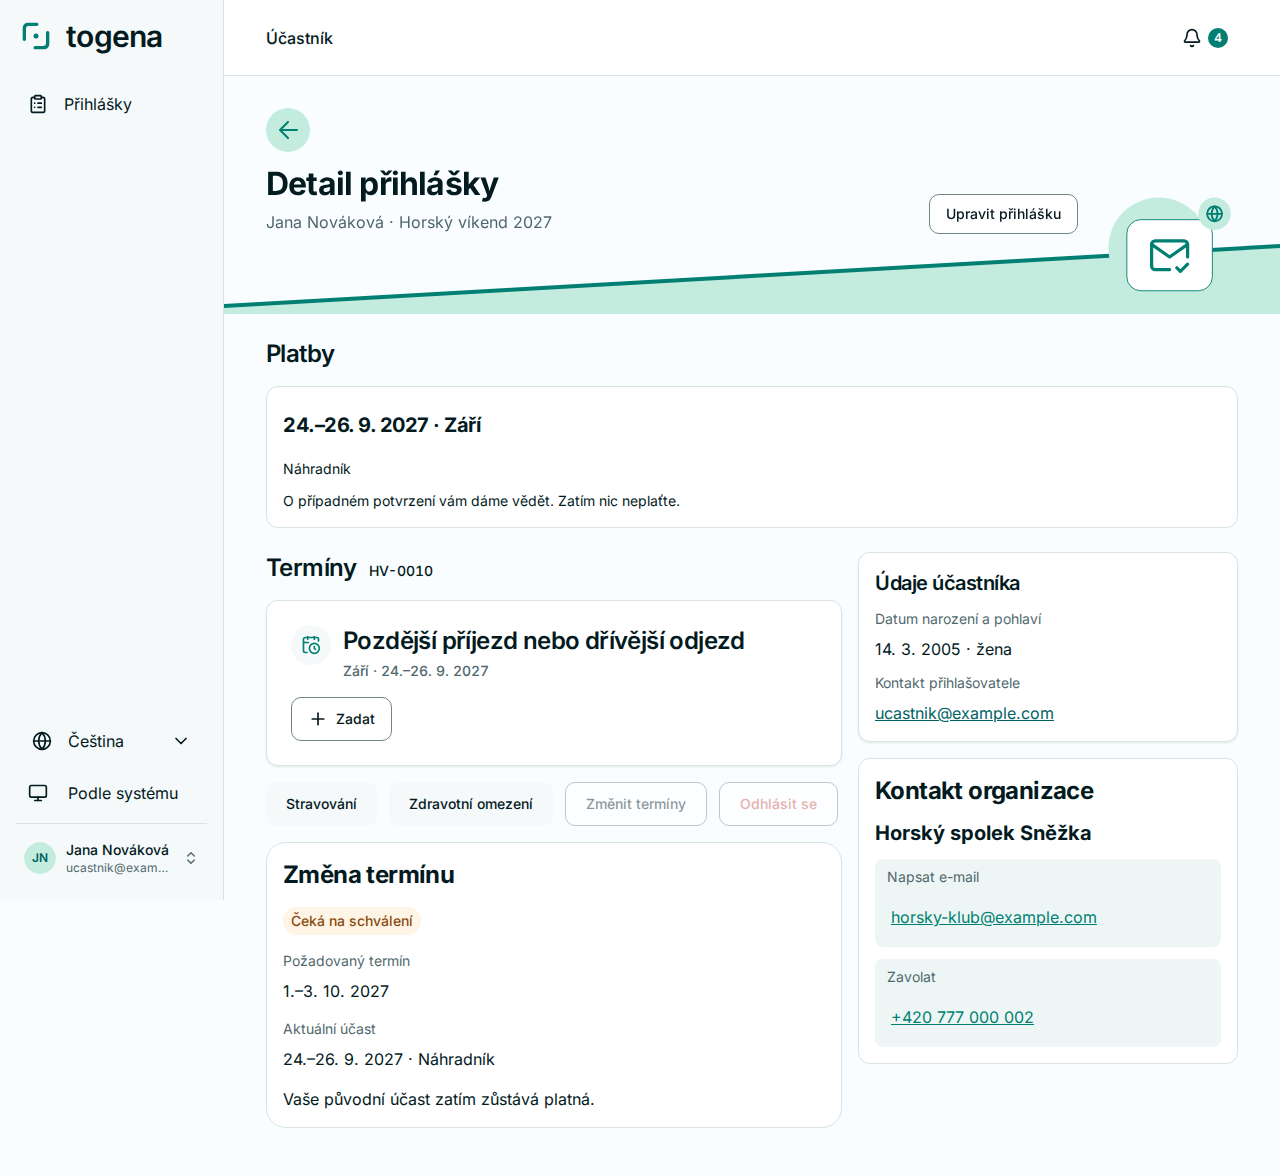 togena
Účastník
4
Přihlášky
Detail přihlášky
Jana Nováková · Horský víkend 2027
Upravit přihlášku
Platby
24.–26. 9. 2027 · Září
Náhradník
O případném potvrzení vám dáme vědět. Zatím nic neplaťte.
Termíny HV-0010
Pozdější příjezd nebo dřívější odjezd
Září · 24.–26. 9. 2027
Zadat
Stravování
Zdravotní omezení
Změnit termíny
Odhlásit se
Změna termínu
Čeká na schválení
Požadovaný termín
1.–3. 10. 2027
Aktuální účast
24.–26. 9. 2027 · Náhradník
Vaše původní účast zatím zůstává platná.
Údaje účastníka
Datum narození a pohlaví
14. 3. 2005 · žena
Kontakt přihlašovatele
ucastnik@example.com
Kontakt organizace
Horský spolek Sněžka
Napsat e-mail
horsky-klub@example.com
Zavolat
+420 777 000 002
Čeština
Podle systému
JN
Jana Nováková
ucastnik@exam...